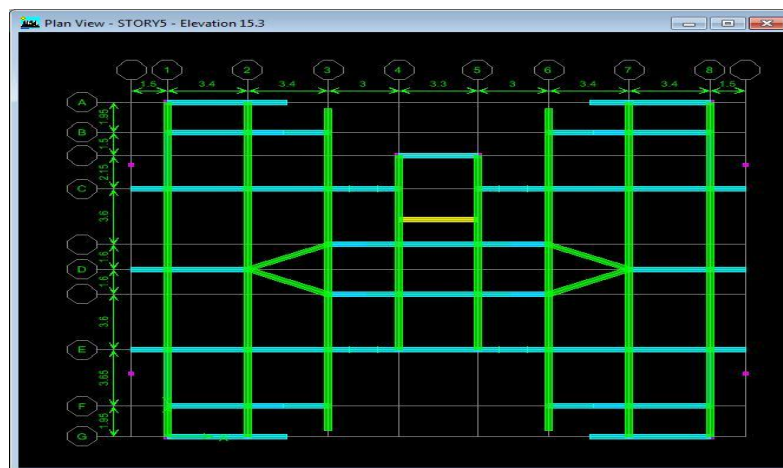 Plan View - STORY5 - Elevation 15.3
1 2 3 4 5 6 7 8
1.5 3.4 3.4 3 3.3 3 3.4 3.4 1.5
A
1.95
B
1.5
2.15
C
3.6
1.6
D
1.6
3.6
E
3.65
F
1.95
G